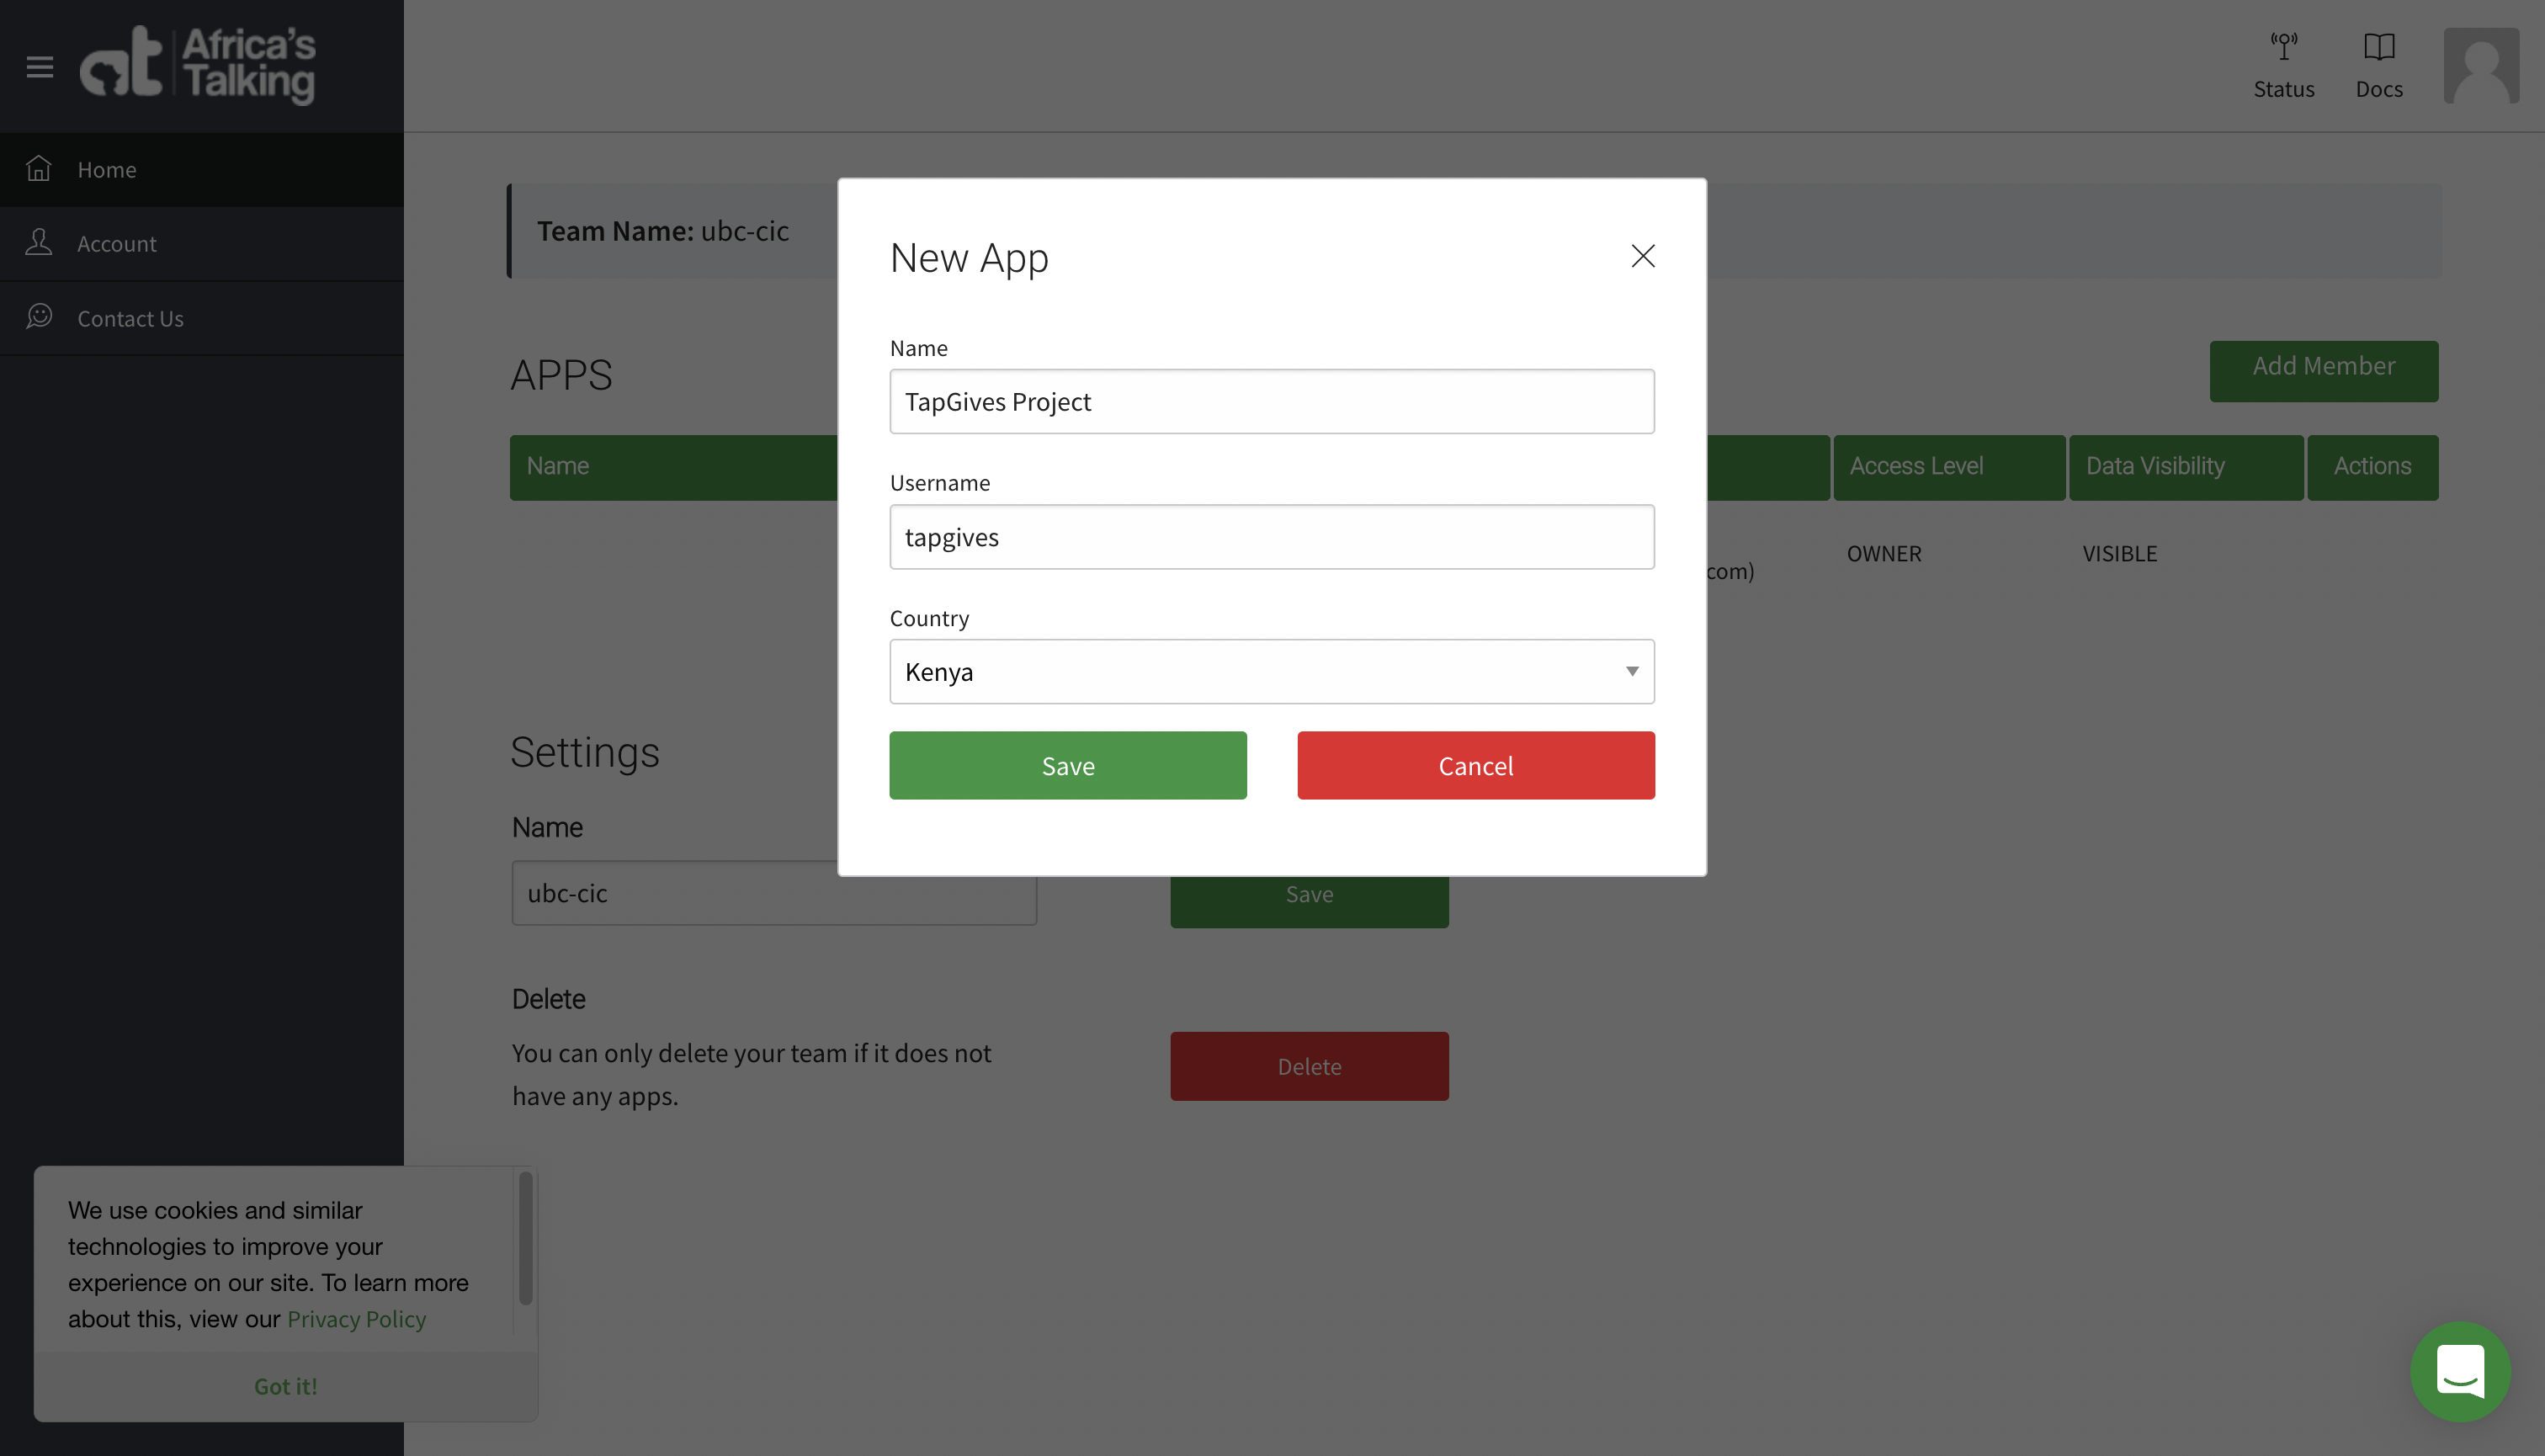 at Africa's
Talking
Status
Docs
Home
Account
Contact Us
Team Name: ubc-cic
New App
Name
TapGives Project
Username
tapgives
Country
Kenya
Save
Cancel
APPS
Add Member
Name
Access Level
Data Visibility
Actions
com)
OWNER
VISIBLE
Settings
Name
ubc-cic
Save
Delete
You can only delete your team if it does not
have any apps.
Delete
We use cookies and similar
technologies to improve your
experience on our site. To learn more
about this, view our Privacy Policy
Got it!